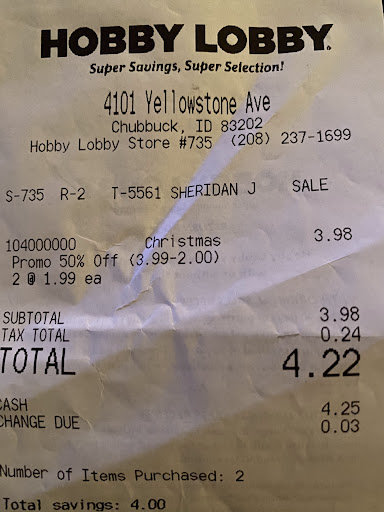 HOBBY LOBBY.
Super Savings, Super Selection!
4101 Yellowstone Ave
Chubbuck, ID 83202
Hobby Lobby Store #735 (208) 237-1699
S-735 R-2 T-5561 SHERIDAN J SALE
104000000 Christmas 3.98
Promo 50% Off (3.99-2.00)
2 @ 1.99 ea
SUBTOTAL 3.98
TAX TOTAL 0.24
TOTAL 4.22
CASH 4.25
CHANGE DUE 0.03
Number of Items Purchased: 2
Total savings: 4.00